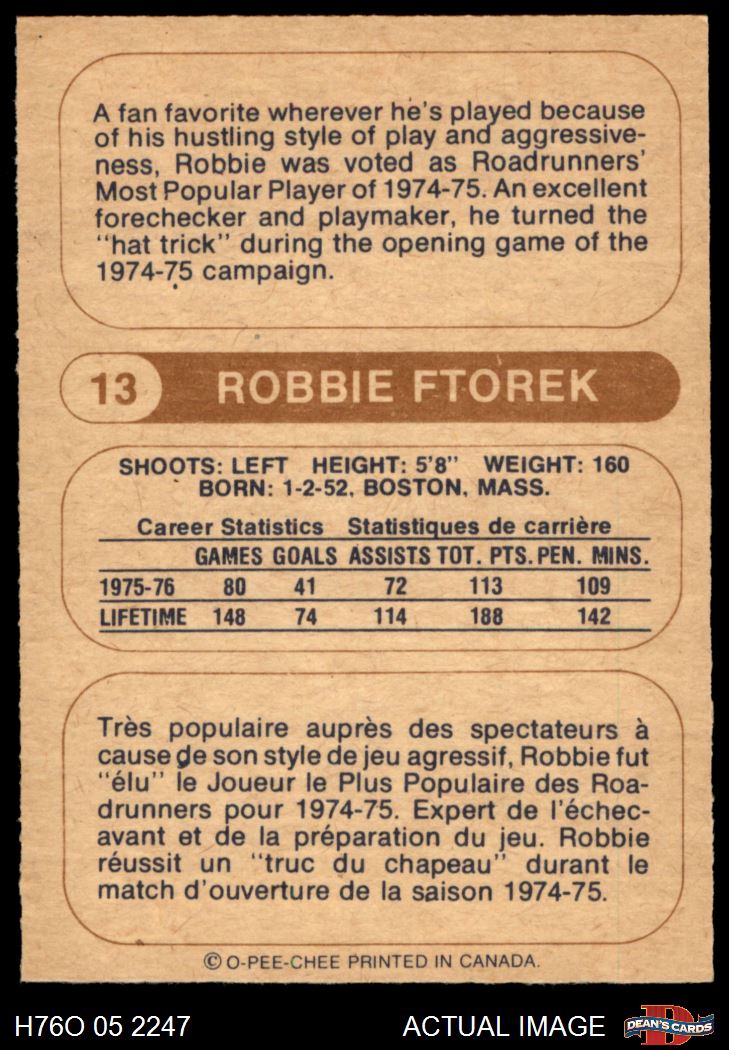 A fan favorite wherever he's played because
of his hustling style of play and aggressive-
ness, Robbie was voted as Roadrunners'
Most Popular Player of 1974-75. An excellent
forechecker and playmaker, he turned the
"hat trick" during the opening game of the
1974-75 campaign.
13 ROBBIE FTOREK
SHOOTS: LEFT HEIGHT: 5'8" WEIGHT: 160
BORN: 1-2-52, BOSTON, MASS.
Career Statistics Statistiques de carrière
GAMES GOALS ASSISTS TOT. PTS. PEN. MINS.
1975-76 80 41 72 113 109
LIFETIME 148 74 114 188 142
Très populaire auprès des spectateurs à
cause de son style de jeu agressif, Robbie fut
"élu" le Joueur le Plus Populaire des Roa-
drunners pour 1974-75. Expert de l'échec-
avant et de la préparation du jeu. Robbie
réussit un "truc du chapeau" durant le
match d'ouverture de la saison 1974-75.
© O-PEE-CHEE PRINTED IN CANADA.
H76O 05 2247 ACTUAL IMAGE D DEAN'S CARDS